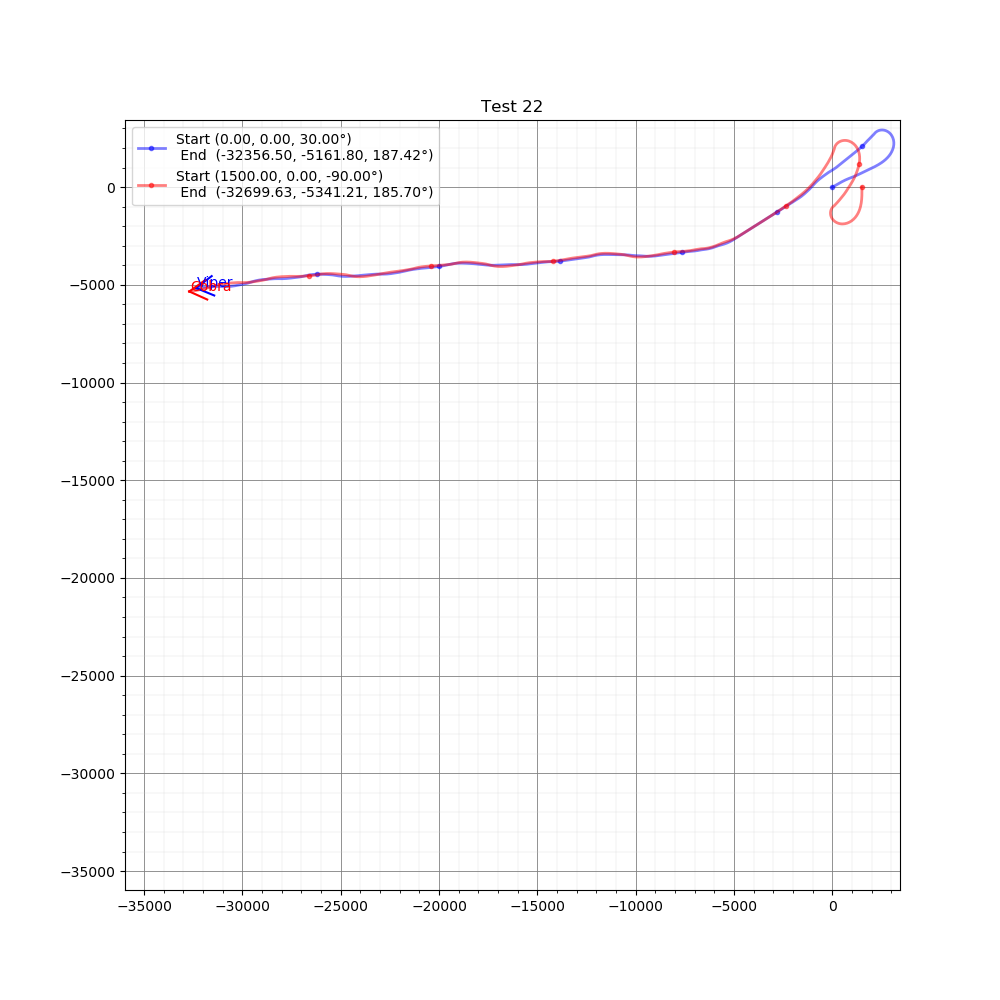 Test 22
Start (0.00, 0.00, 30.00°)
End (-32356.50, -5161.80, 187.42°)
Start (1500.00, 0.00, -90.00°)
End (-32699.63, -5341.21, 185.70°)
0
−5000
−10000
−15000
−20000
−25000
−30000
−35000
Viper
−35000 −30000 −25000 −20000 −15000 −10000 −5000 0